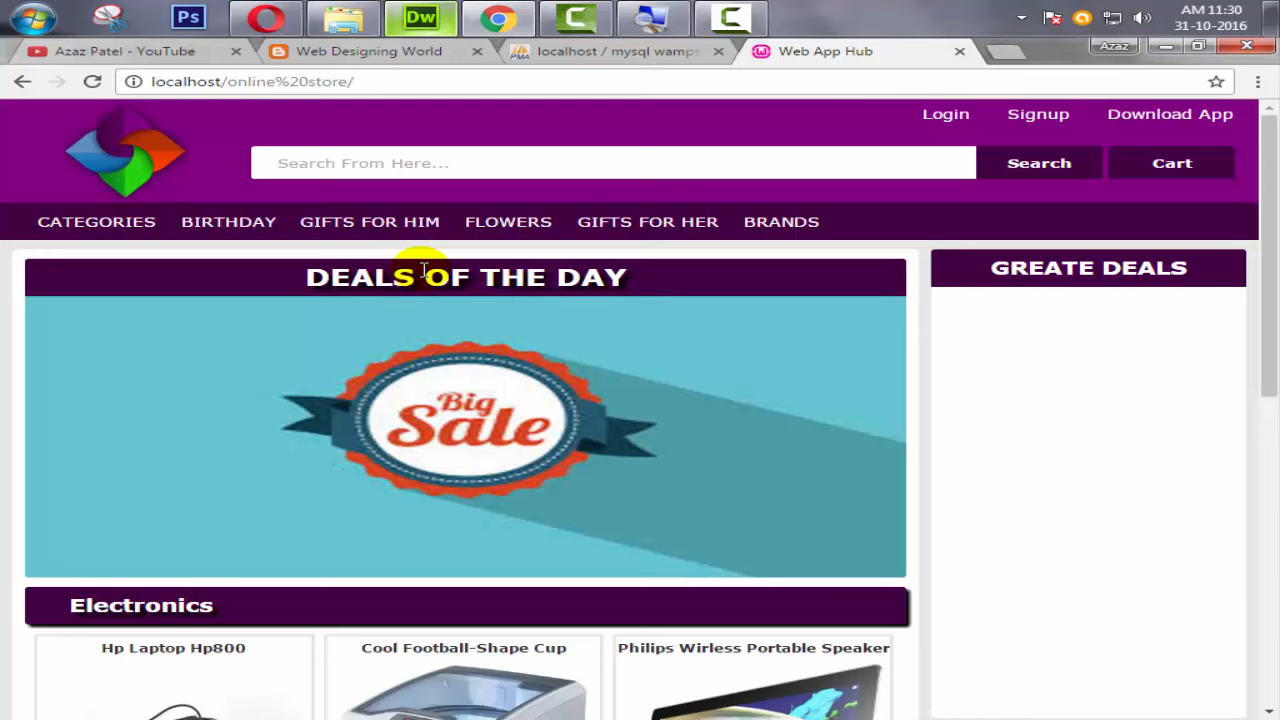 Ps
Dw
AM 11:30
31-10-2016
Azaz Patel - YouTube
Web Designing World
localhost / mysql wamps
Web App Hub
Azaz
localhost/online%20store/
Login Signup Download App
Search From Here...
Search
Cart
CATEGORIES BIRTHDAY GIFTS FOR HIM FLOWERS GIFTS FOR HER BRANDS
DEALS OF THE DAY
GREATE DEALS
Big
Sale
Electronics
Hp Laptop Hp800
Cool Football-Shape Cup
Philips Wirless Portable Speaker